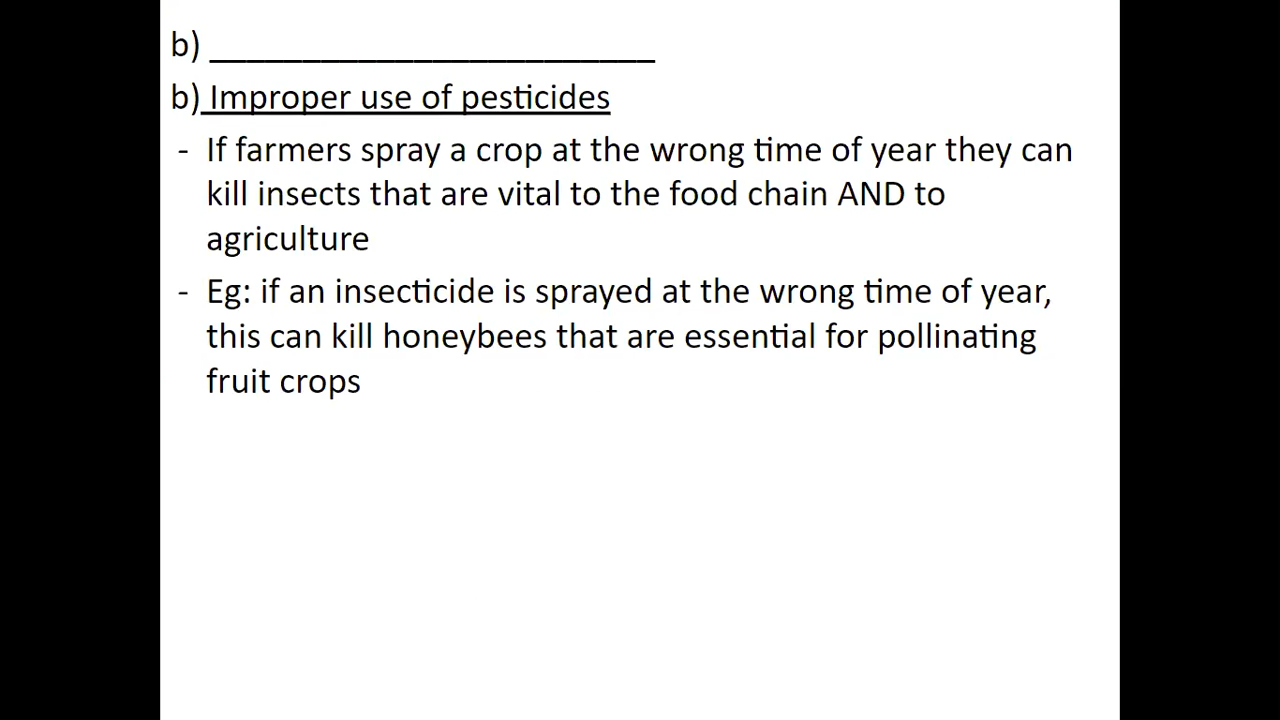 b) ________________________
b) Improper use of pesticides
- If farmers spray a crop at the wrong time of year they can
kill insects that are vital to the food chain AND to
agriculture
- Eg: if an insecticide is sprayed at the wrong time of year,
this can kill honeybees that are essential for pollinating
fruit crops